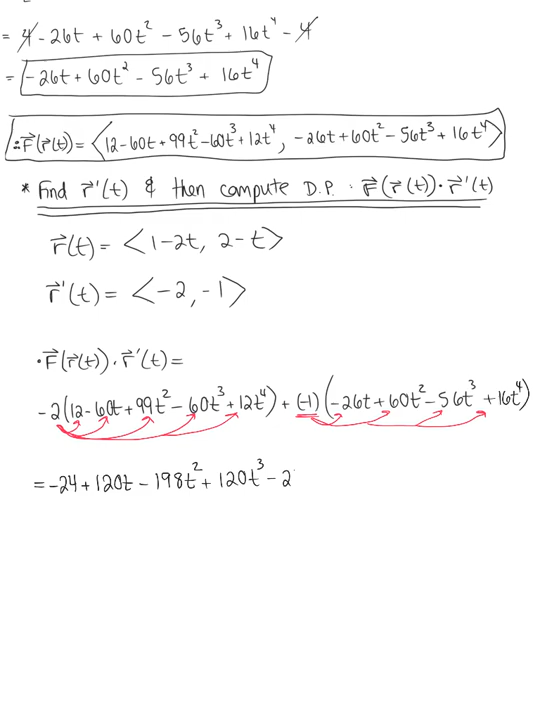 = 4 - 26t + 60t² - 56t³ + 16t⁴ - 4
= -26t + 60t² - 56t³ + 16t⁴
∴ F⃗(r⃗(t)) = ⟨12-60t+99t²-60t³+12t⁴, -26t+60t²-56t³+16t⁴⟩
* Find r⃗'(t) & then compute D.P. F⃗(r⃗(t))·r⃗'(t)
r⃗(t) = <1-2t, 2-t>
r⃗'(t) = <-2, -1>
·F⃗(r⃗(t))·r⃗'(t) =
-2(12-60t+99t²-60t³+12t⁴) + (-1)(-26t+60t²-56t³+16t⁴)
= -24+120t-198t²+120t³-2